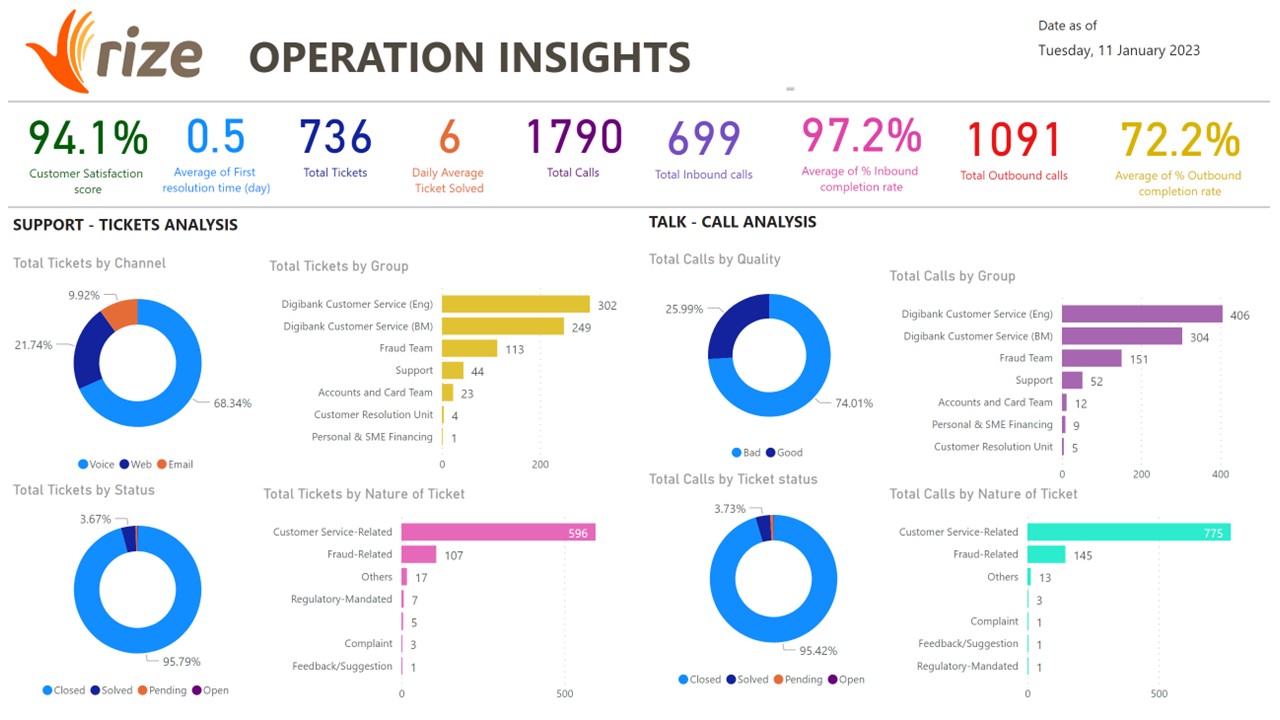 rize
OPERATION INSIGHTS
Date as of
Tuesday, 11 January 2023
94.1%
Customer Satisfaction
score
0.5
Average of First
resolution time (day)
736
Total Tickets
6
Daily Average
Ticket Solved
1790
Total Calls
699
Total Inbound calls
97.2%
Average of % Inbound
completion rate
1091
Total Outbound calls
72.2%
Average of % Outbound
completion rate
SUPPORT - TICKETS ANALYSIS
Total Tickets by Channel
9.92%
21.74%
68.34%
Voice Web Email
Total Tickets by Group
Digibank Customer Service (Eng) 302
Digibank Customer Service (BM) 249
Fraud Team 113
Support 44
Accounts and Card Team 23
Customer Resolution Unit 4
Personal & SME Financing 1
0 200
Total Tickets by Status
3.67%
95.79%
Closed Solved Pending Open
Total Tickets by Nature of Ticket
Customer Service-Related 596
Fraud-Related 107
Others 17
Regulatory-Mandated 7
5
Complaint 3
Feedback/Suggestion 1
0 500
TALK - CALL ANALYSIS
Total Calls by Quality
25.99%
74.01%
Bad Good
Total Calls by Group
Digibank Customer Service (Eng) 406
Digibank Customer Service (BM) 304
Fraud Team 151
Support 52
Accounts and Card Team 12
Personal & SME Financing 9
Customer Resolution Unit 5
0 200 400
Total Calls by Ticket status
3.73%
95.42%
Closed Solved Pending Open
Total Calls by Nature of Ticket
Customer Service-Related 775
Fraud-Related 145
Others 13
3
Complaint 1
Feedback/Suggestion 1
Regulatory-Mandated 1
0 500